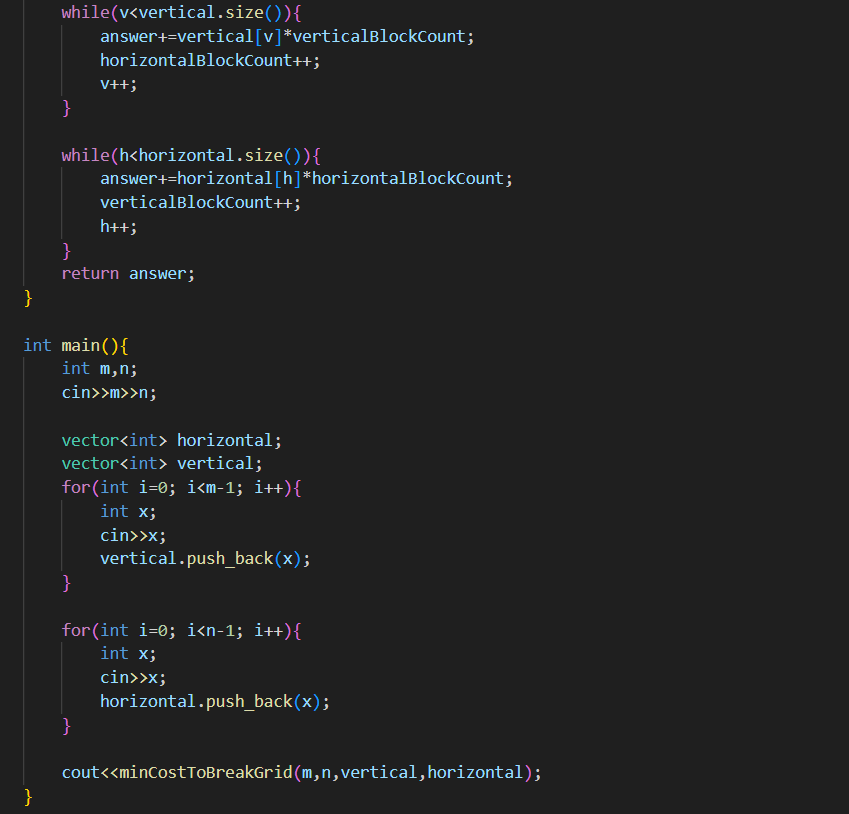 while(v<vertical.size()){
answer+=vertical[v]*verticalBlockCount;
horizontalBlockCount++;
v++;
}
while(h<horizontal.size()){
answer+=horizontal[h]*horizontalBlockCount;
verticalBlockCount++;
h++;
}
return answer;
}
int main(){
int m,n;
cin>>m>>n;
vector<int> horizontal;
vector<int> vertical;
for(int i=0; i<m-1; i++){
int x;
cin>>x;
vertical.push_back(x);
}
for(int i=0; i<n-1; i++){
int x;
cin>>x;
horizontal.push_back(x);
}
cout<<minCostToBreakGrid(m,n,vertical,horizontal);
}